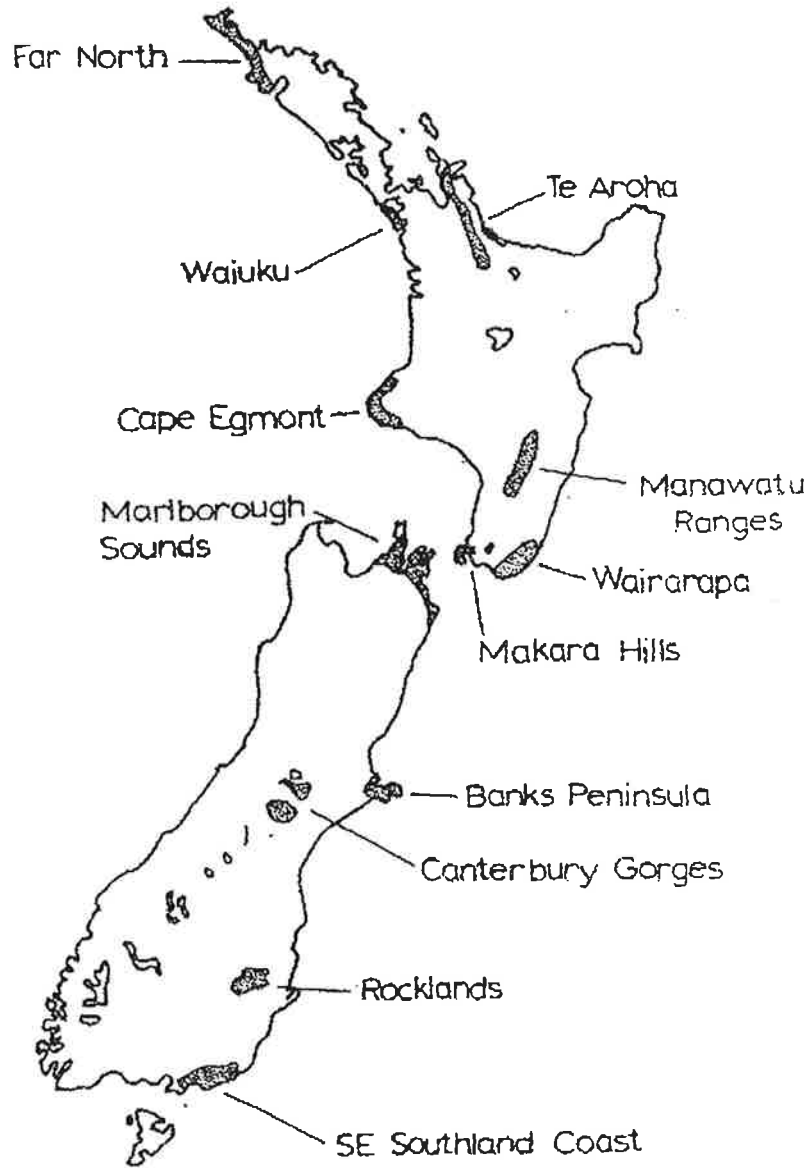 Far North
Te Aroha
Waiuku
Cape Egmont
Manawatu
Ranges
Marlborough
Sounds
Wairarapa
Makara Hills
Banks Peninsula
Canterbury Gorges
Rocklands
SE Southland Coast